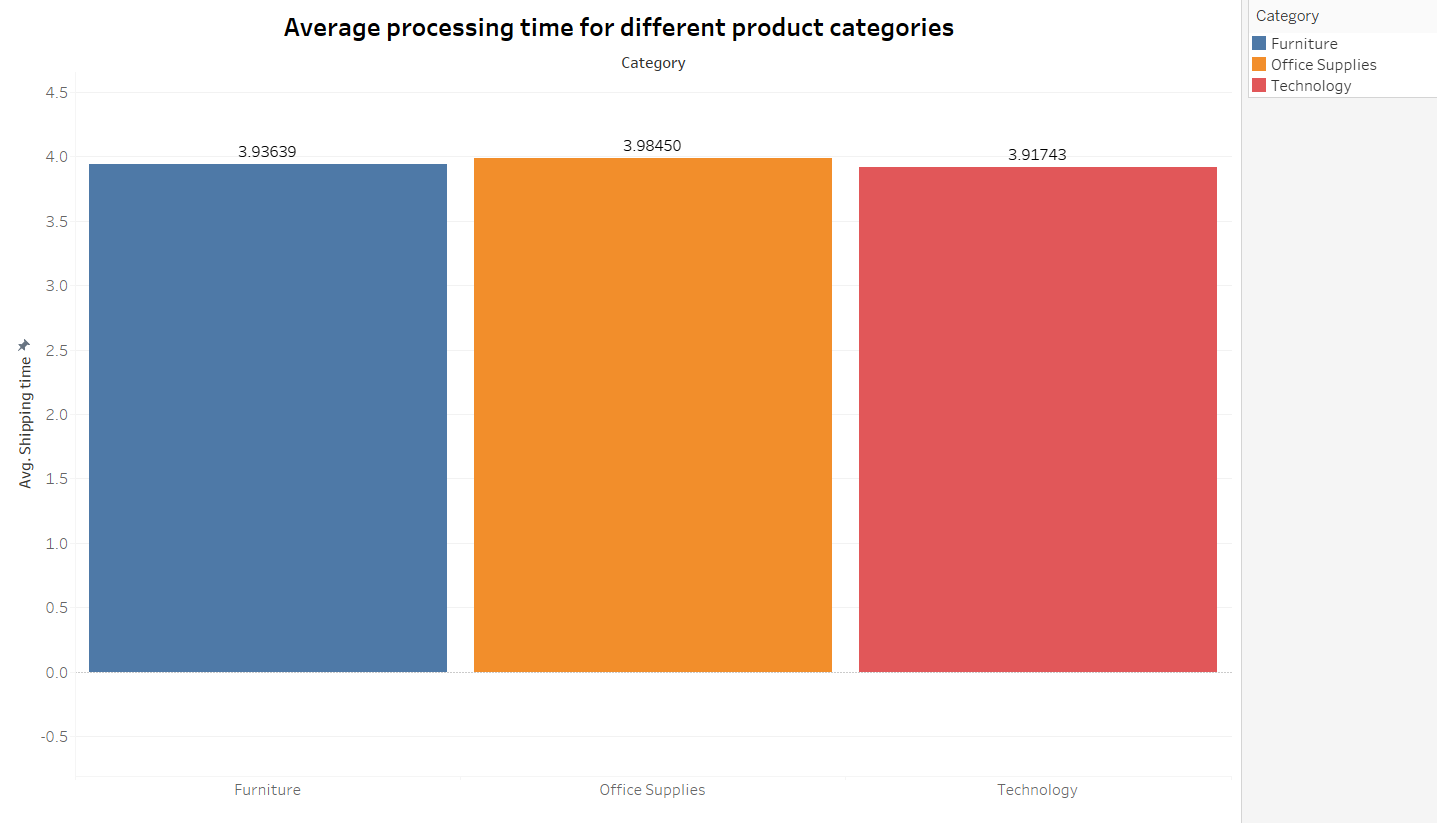 Average processing time for different product categories
Category
4.5
4.0
3.5
3.0
2.5
2.0
1.5
1.0
0.5
0.0
-0.5
Avg. Shipping time
3.93639
3.98450
3.91743
Furniture
Office Supplies
Technology
Category
Furniture
Office Supplies
Technology